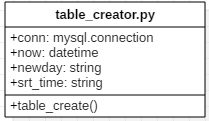 table_creator.py
+conn: mysql.connection
+now: datetime
+newday: string
+srt_time: string
+table_create()